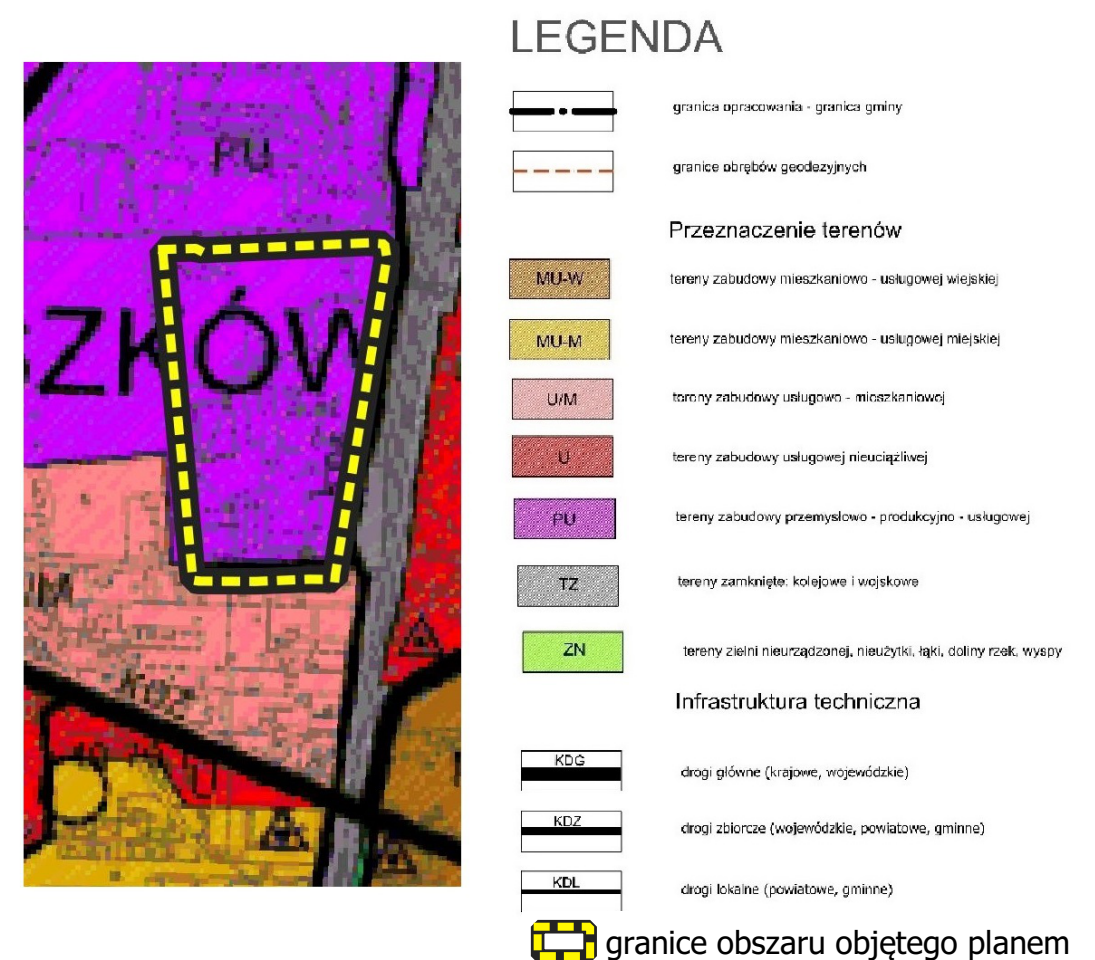 LEGENDA
granica opracowania - granica gminy
granice obrębów geodezyjnych
Przeznaczenie terenów
MU-W tereny zabudowy mieszkaniowo - usługowej wiejskiej
MU-M tereny zabudowy mieszkaniowo - usługowej miejskiej
U/M tereny zabudowy usługowo - mieszkaniowej
U tereny zabudowy usługowej nieuciążliwej
PU tereny zabudowy przemysłowo - produkcyjno - usługowej
TZ tereny zamknięte: kolejowe i wojskowe
ZN tereny zielni nieurządzonej, nieużytki, łąki, doliny rzek, wyspy
Infrastruktura techniczna
KDG drogi główne (krajowe, wojewódzkie)
KDZ drogi zbiorcze (wojewódzkie, powiatowe, gminne)
KDL drogi lokalne (powiatowe, gminne)
granice obszaru objętego planem
PU
ZKÓW